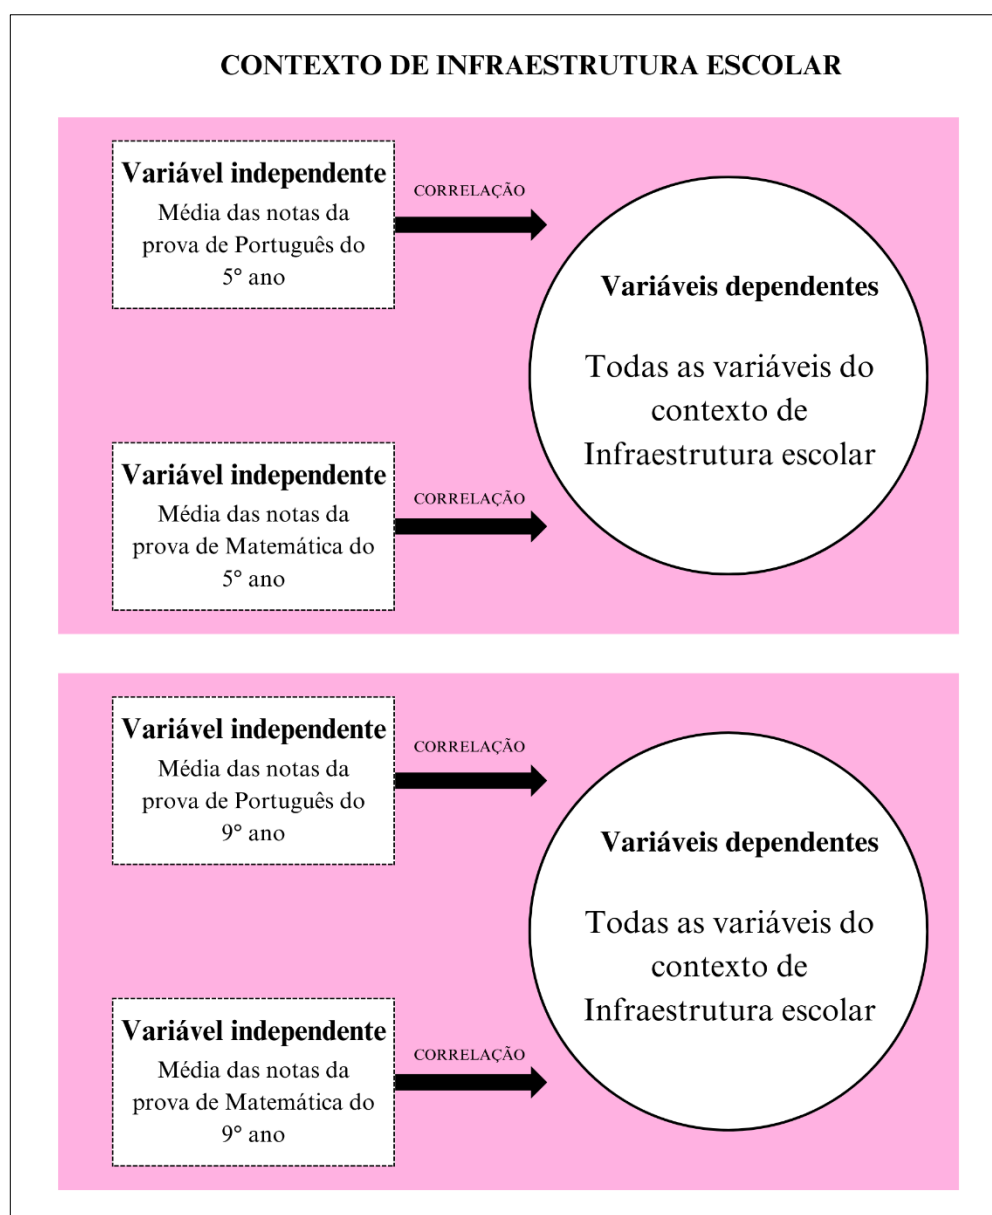 CONTEXTO DE INFRAESTRUTURA ESCOLAR
Variável independente
Média das notas da
prova de Português do
5° ano
CORRELAÇÃO
Variável independente
Média das notas da
prova de Matemática do
5° ano
CORRELAÇÃO
Variáveis dependentes
Todas as variáveis do
contexto de
Infraestrutura escolar
Variável independente
Média das notas da
prova de Português do
9° ano
CORRELAÇÃO
Variável independente
Média das notas da
prova de Matemática do
9° ano
CORRELAÇÃO
Variáveis dependentes
Todas as variáveis do
contexto de
Infraestrutura escolar